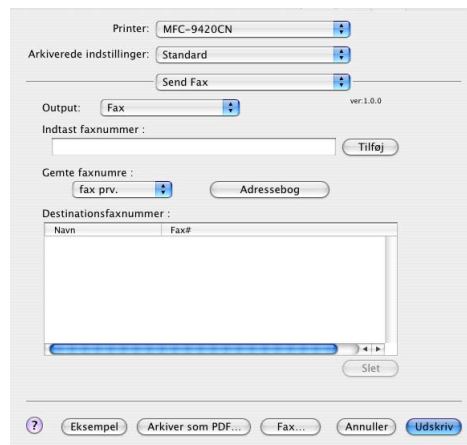 Printer: MFC-9420CN
Arkiverede indstillinger: Standard
Send Fax
Output: Fax ver:1.0.0
Indtast faxnummer :
Tilføj
Gemte faxnumre :
fax prv. Adressebog
Destinationsfaxnummer :
Navn Fax#
Slet
? Eksempel Arkiver som PDF... Fax... Annuller Udskriv